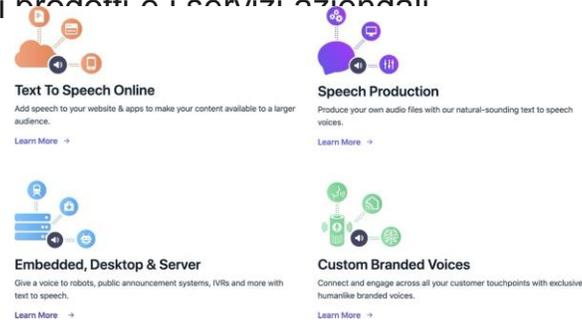 i prodotti e i servizi aziendali
Text To Speech Online
Add speech to your website & apps to make your content available to a larger
audience.
Learn More →
Speech Production
Produce your own audio files with our natural-sounding text to speech
voices.
Learn More →
Embedded, Desktop & Server
Give a voice to robots, public announcement systems, IVRs and more with
text to speech.
Learn More →
Custom Branded Voices
Connect and engage across all your customer touchpoints with exclusive
humanlike branded voices.
Learn More →